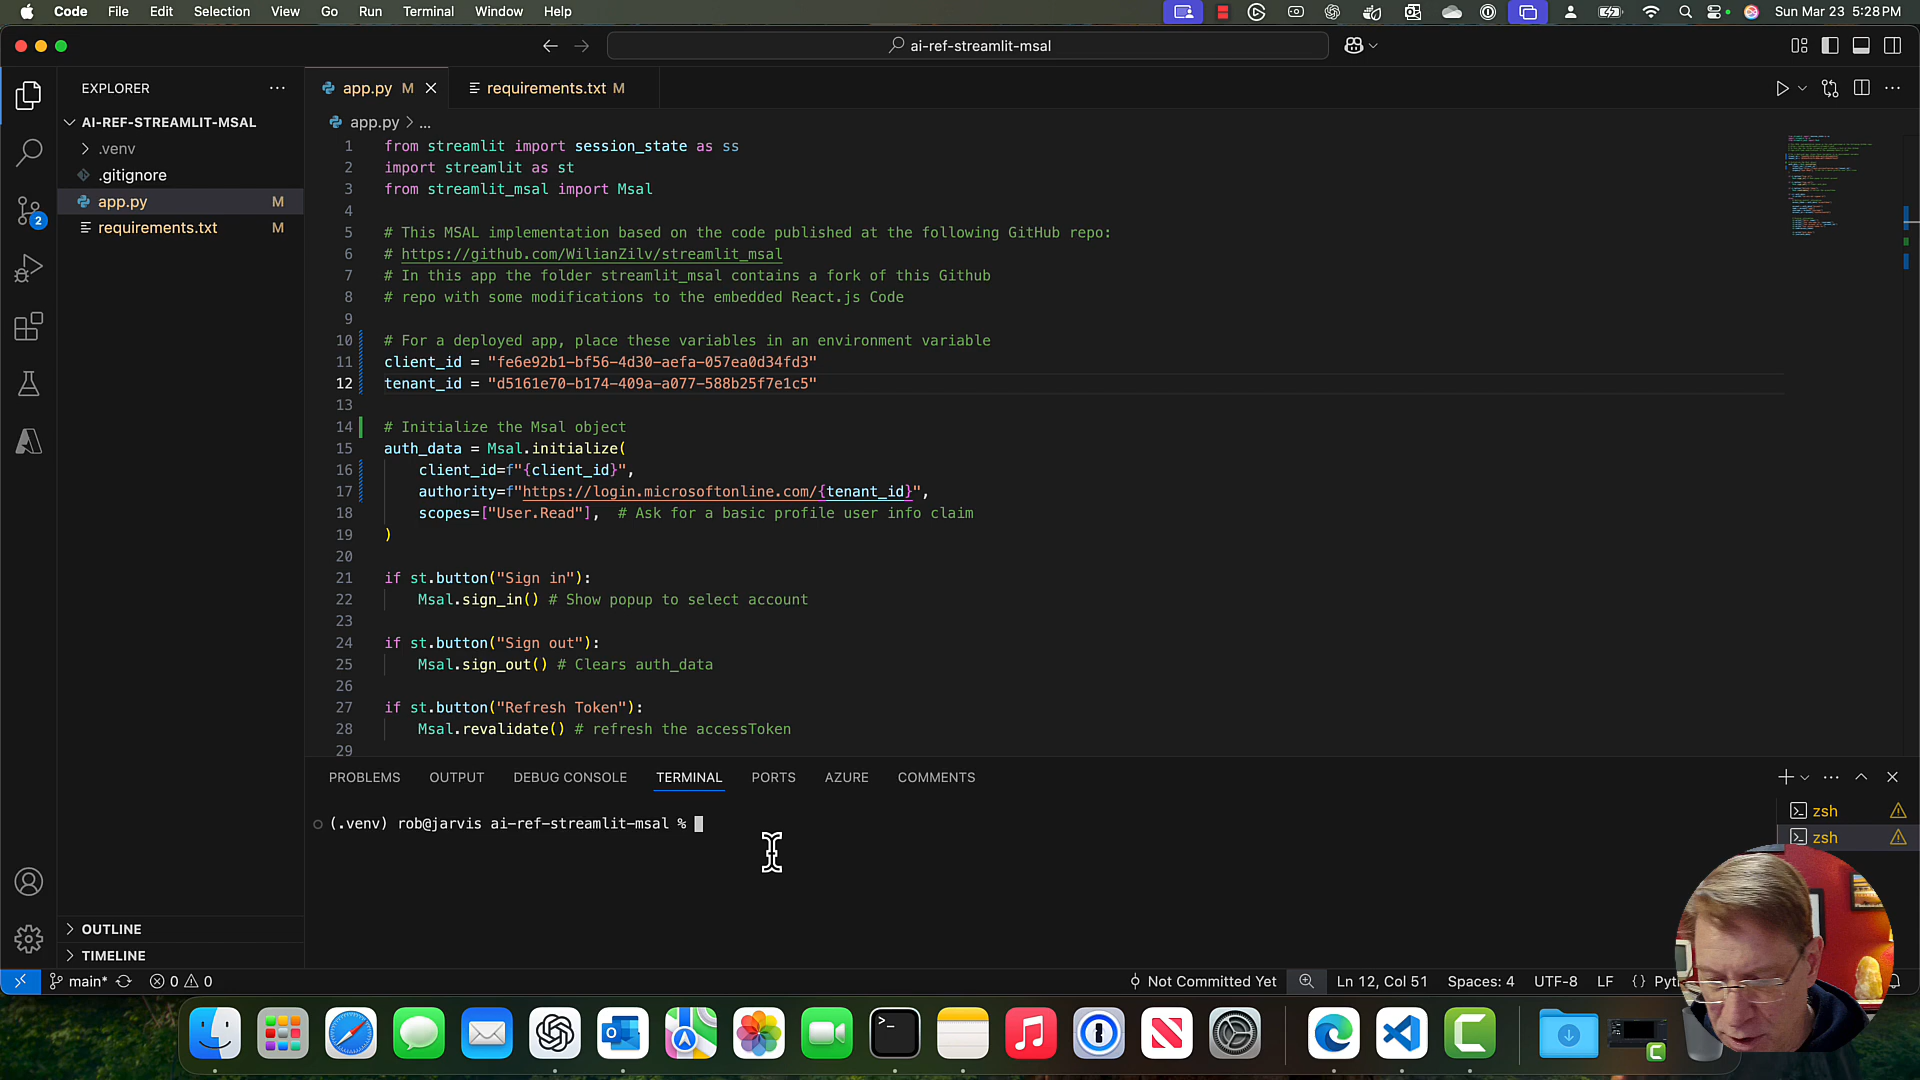 Code File Edit Selection View Go Run Terminal Window Help
Sun Mar 23 5:28 PM
ai-ref-streamlit-msal
EXPLORER
AI-REF-STREAMLIT-MSAL
.venv
.gitignore
app.py M
requirements.txt M
2
OUTLINE
TIMELINE
app.py M
requirements.txt M
app.py > ...
1 from streamlit import session_state as ss
2 import streamlit as st
3 from streamlit_msal import Msal
4
5 # This MSAL implementation based on the code published at the following GitHub repo:
6 # https://github.com/WilianZilv/streamlit_msal
7 # In this app the folder streamlit_msal contains a fork of this Github
8 # repo with some modifications to the embedded React.js Code
9
10 # For a deployed app, place these variables in an environment variable
11 client_id = "fe6e92b1-bf56-4d30-aefa-057ea0d34fd3"
12 tenant_id = "d5161e70-b174-409a-a077-588b25f7e1c5"
13
14 # Initialize the Msal object
15 auth_data = Msal.initialize(
16 client_id=f"{client_id}",
17 authority=f"https://login.microsoftonline.com/{tenant_id}",
18 scopes=["User.Read"], # Ask for a basic profile user info claim
19 )
20
21 if st.button("Sign in"):
22 Msal.sign_in() # Show popup to select account
23
24 if st.button("Sign out"):
25 Msal.sign_out() # Clears auth_data
26
27 if st.button("Refresh Token"):
28 Msal.revalidate() # refresh the accessToken
29
PROBLEMS OUTPUT DEBUG CONSOLE TERMINAL PORTS AZURE COMMENTS
(.venv) rob@jarvis ai-ref-streamlit-msal %
zsh
zsh
main* 0 0
Not Committed Yet Ln 12, Col 51 Spaces: 4 UTF-8 LF {} Pyt